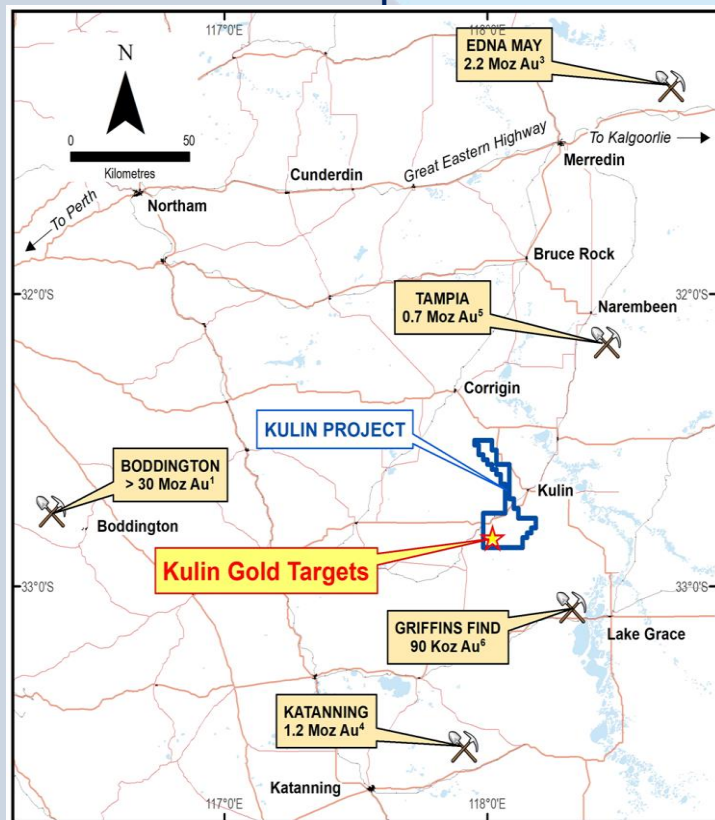 117°0'E
118°0'E
EDNA MAY
2.2 Moz Au³
N
0 50
Kilometres
Great Eastern Highway
To Kalgoorlie
Merredin
Cunderdin
Northam
To Perth
Bruce Rock
32°0'S
32°0'S
TAMPIA
0.7 Moz Au⁵
Narembeen
Corrigin
KULIN PROJECT
BODDINGTON
> 30 Moz Au¹
Kulin
Boddington
Kulin Gold Targets
33°0'S
33°0'S
GRIFFINS FIND
90 Koz Au⁶
Lake Grace
KATANNING
1.2 Moz Au⁴
Katanning
117°0'E
118°0'E